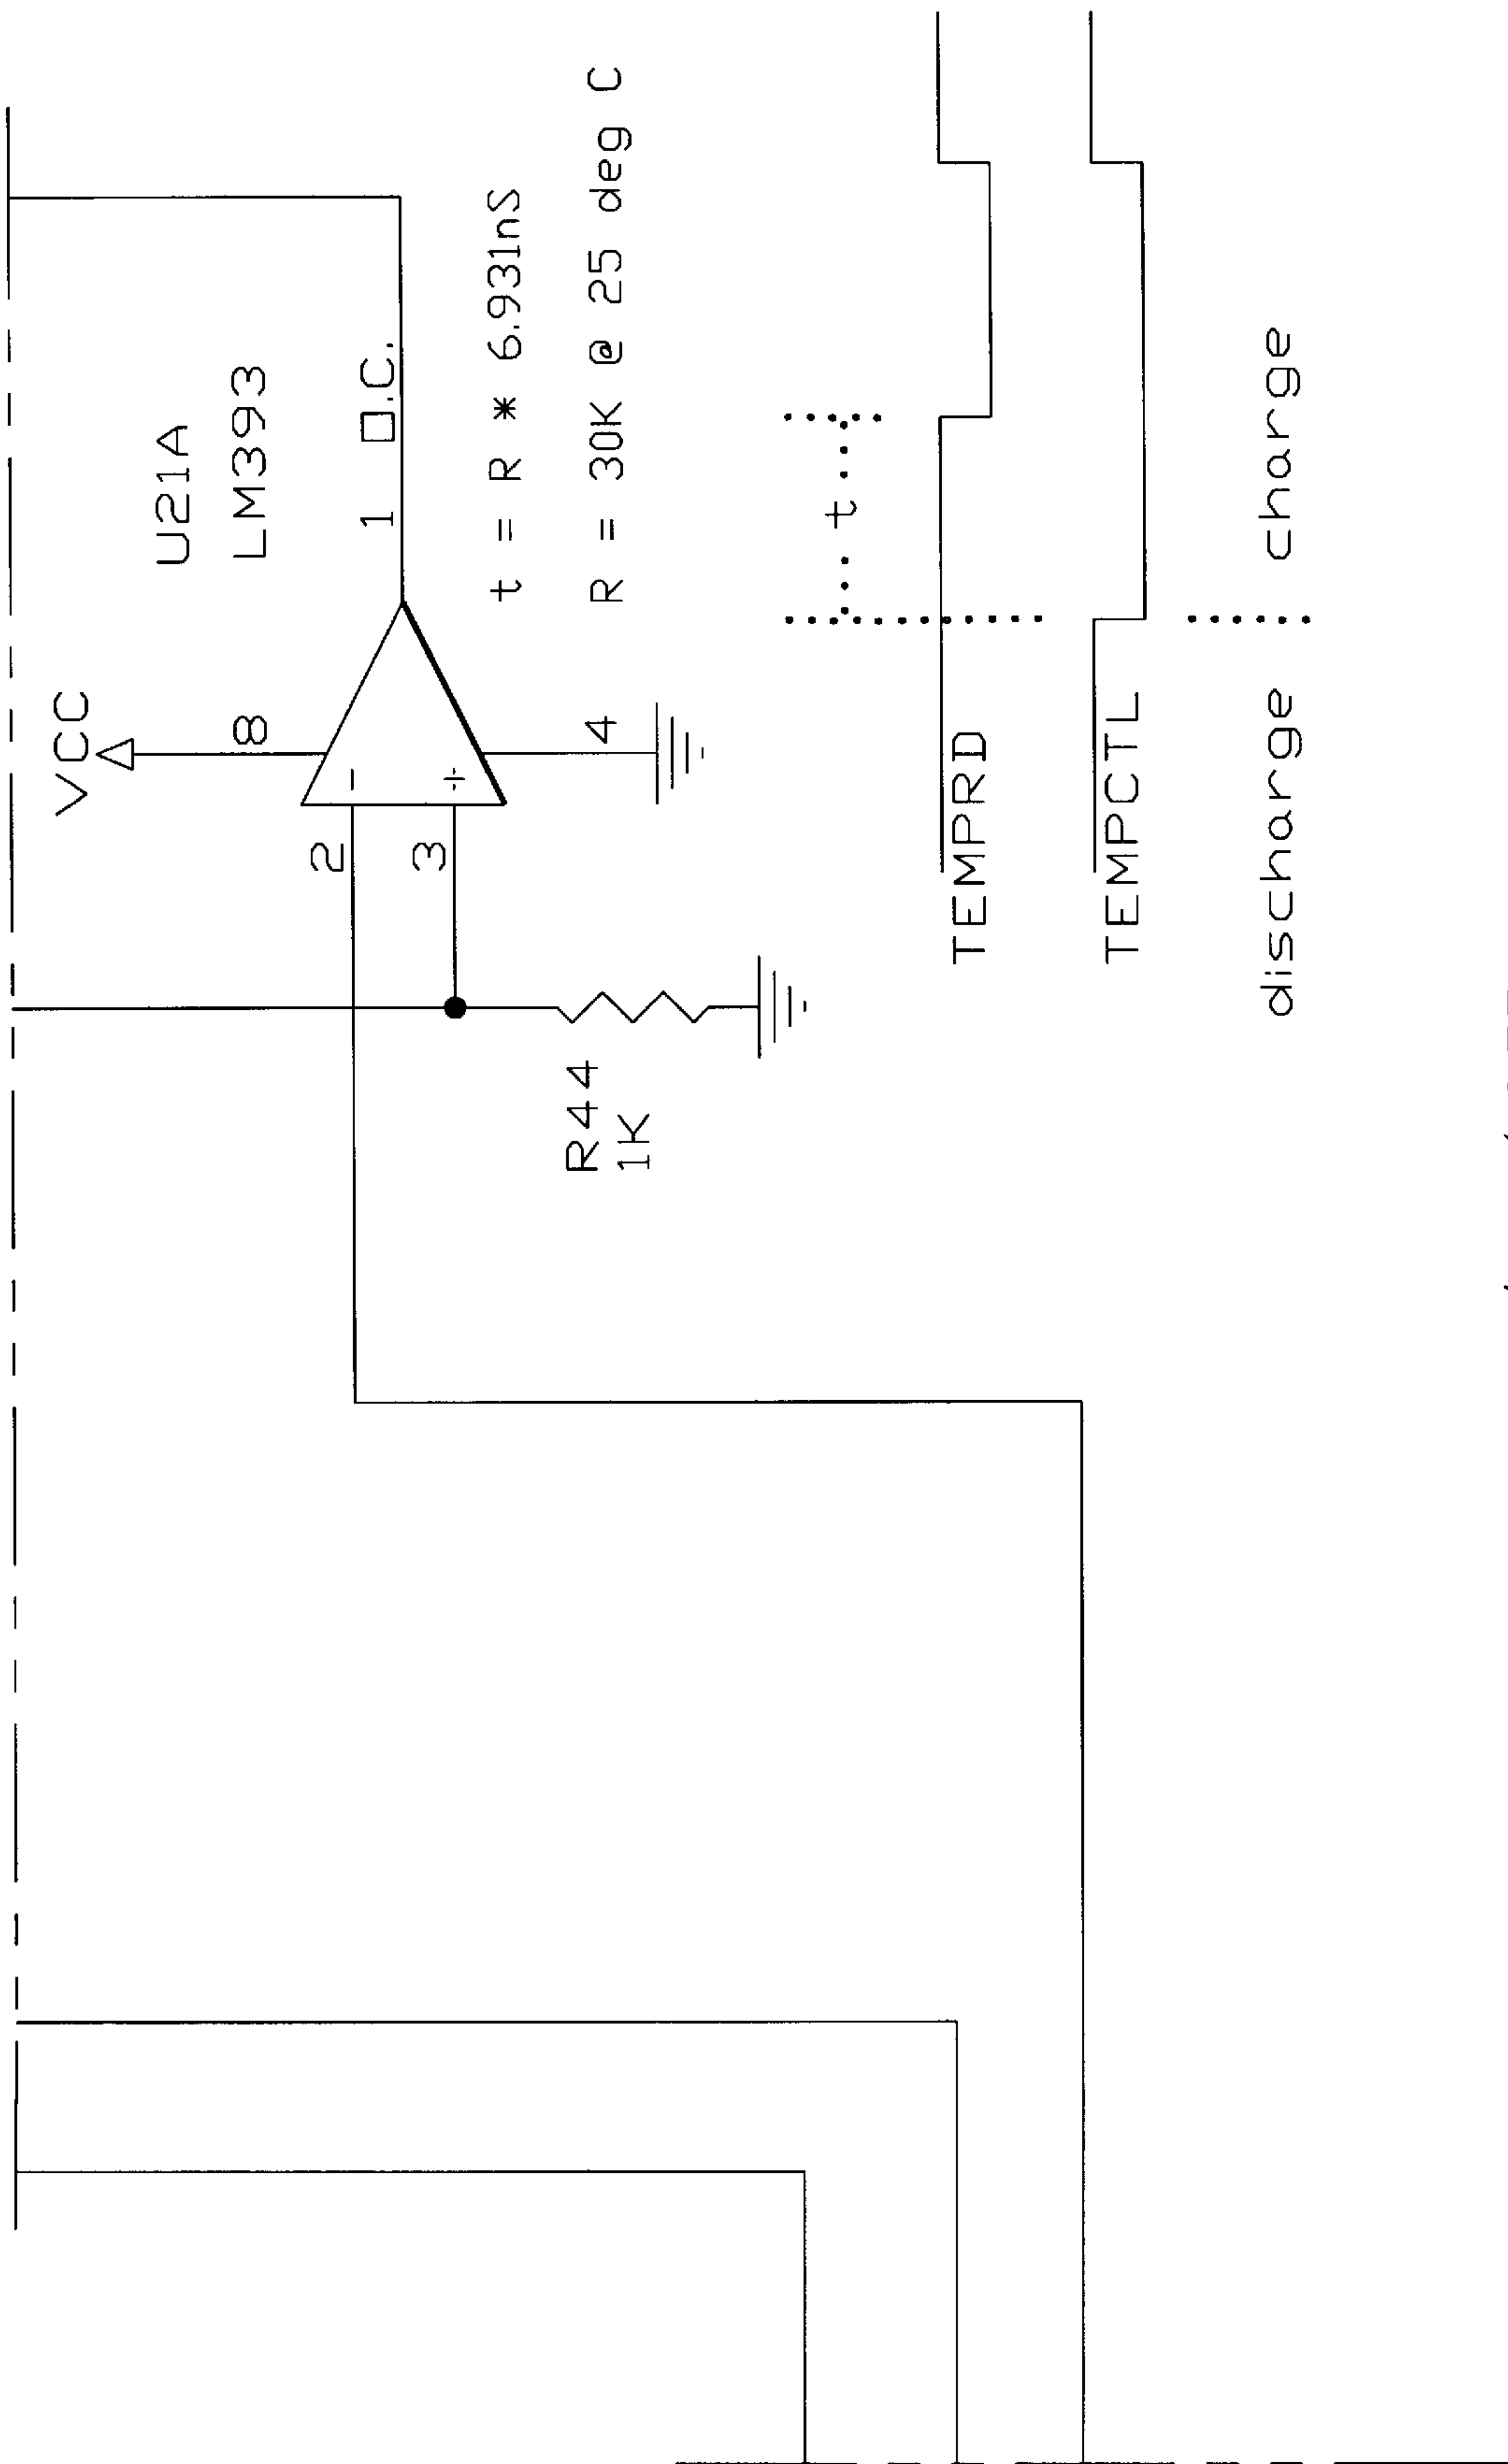 VCC
U21A
LM393
8
2
3
1
O.C.
4
t = R * 6.931nS
R = 30K @ 25 deg C
R44
1K
t
TEMPRD
TEMPCTL
discharge
charge